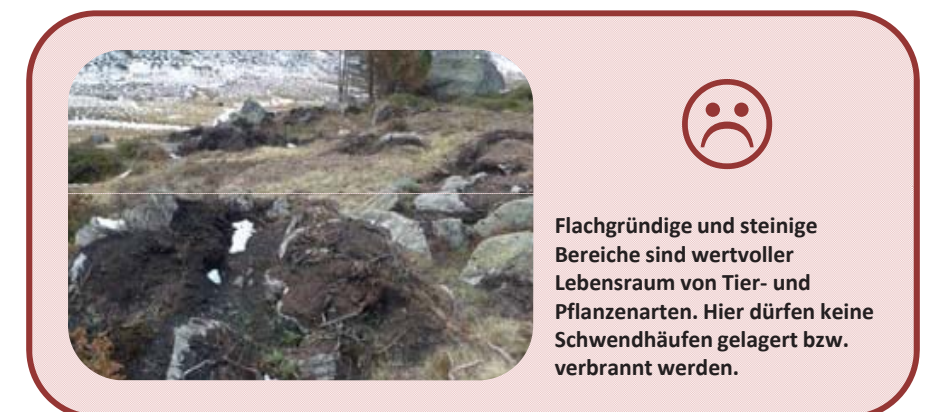 Flachgründige und steinige
Bereiche sind wertvoller
Lebensraum von Tier- und
Pflanzenarten. Hier dürfen keine
Schwendhäufen gelagert bzw.
verbrannt werden.